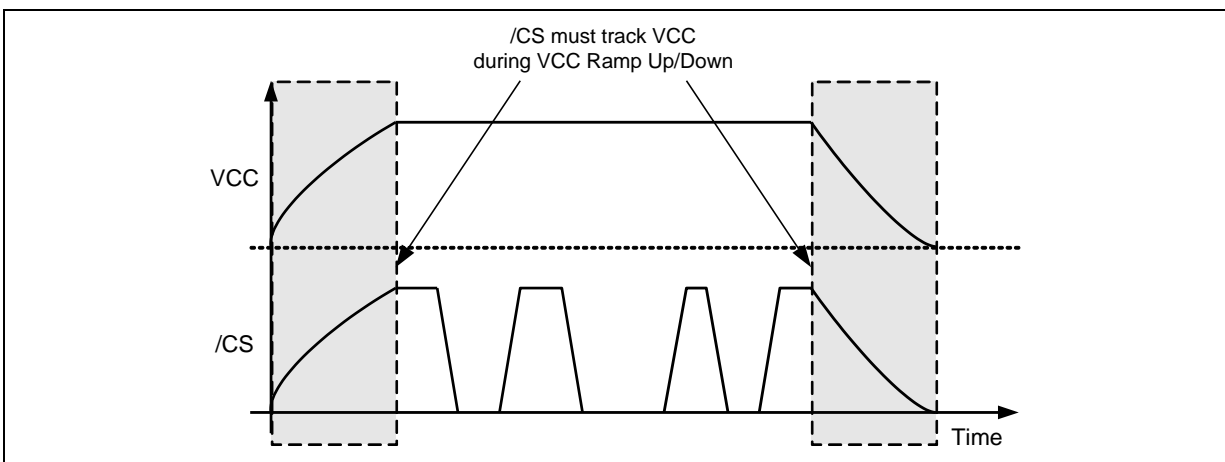 /CS must track VCC
during VCC Ramp Up/Down
VCC
/CS
Time